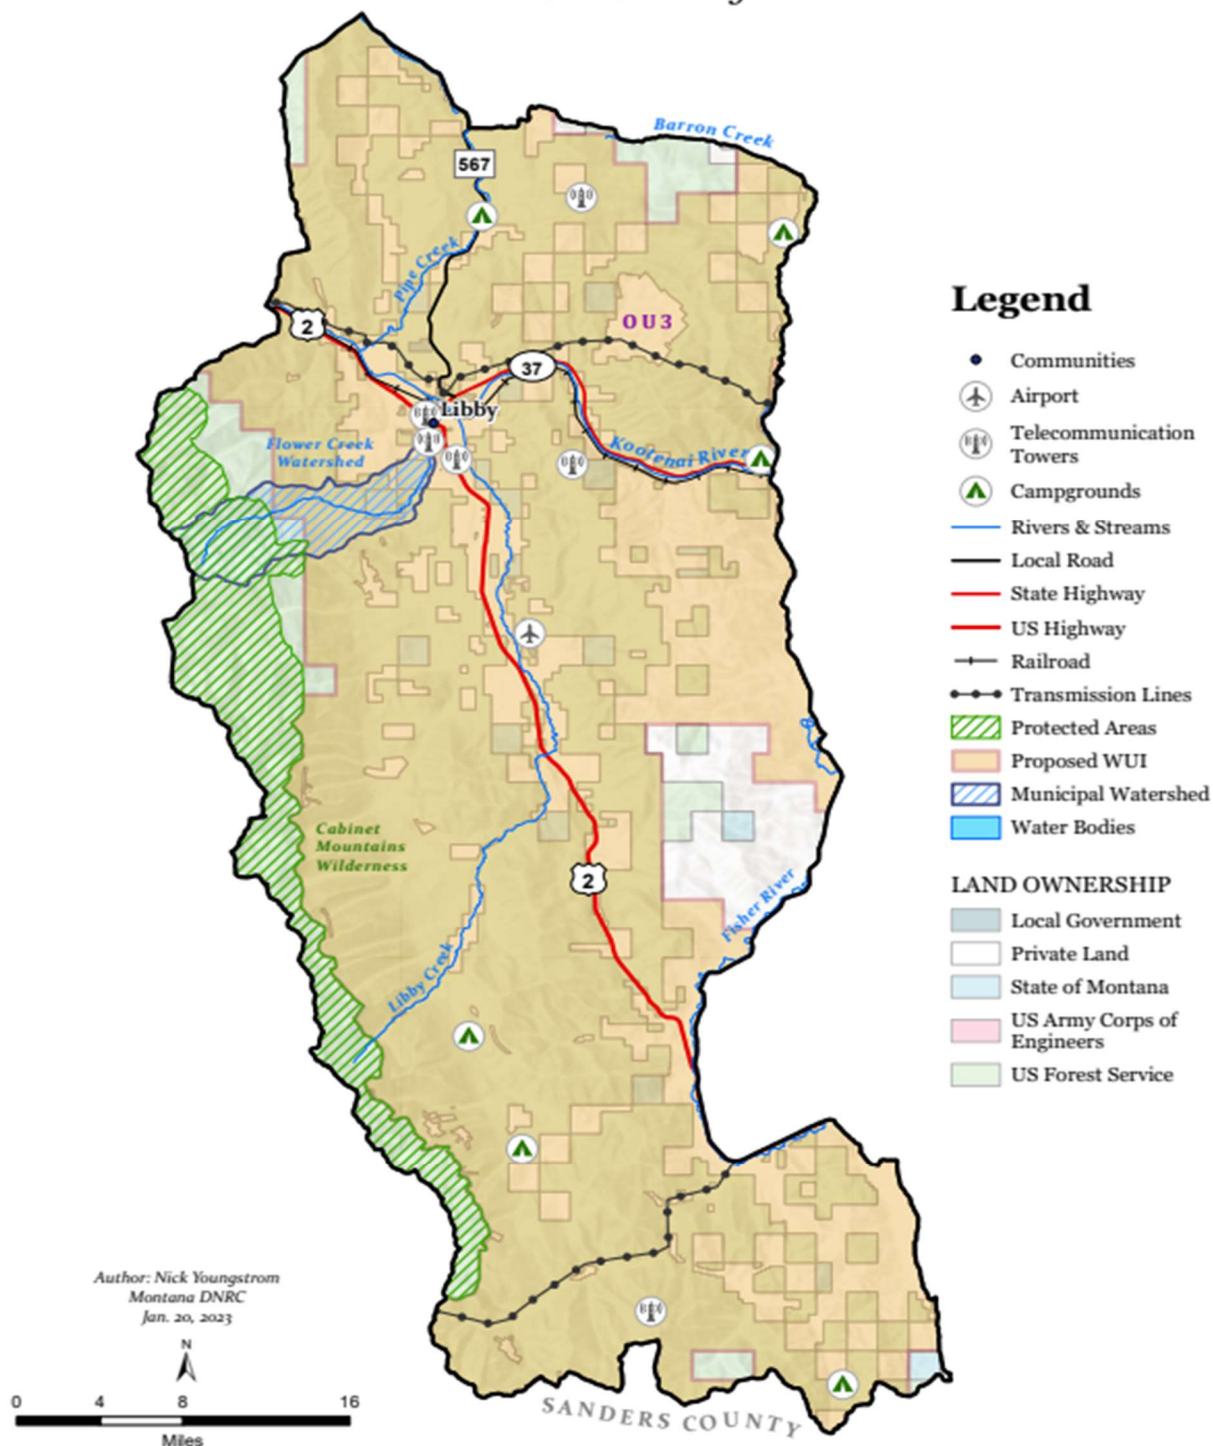 Barron Creek
567
Pipe Creek
OU3
2
37
Libby
Flower Creek
Watershed
Kootenai River
Cabinet
Mountains
Wilderness
2
Fisher River
Libby Creek
SANDERS COUNTY
Legend
Communities
Airport
Telecommunication
Towers
Campgrounds
Rivers & Streams
Local Road
State Highway
US Highway
Railroad
Transmission Lines
Protected Areas
Proposed WUI
Municipal Watershed
Water Bodies
LAND OWNERSHIP
Local Government
Private Land
State of Montana
US Army Corps of
Engineers
US Forest Service
Author: Nick Youngstrom
Montana DNRC
Jan. 20, 2023
N
0 4 8 16
Miles